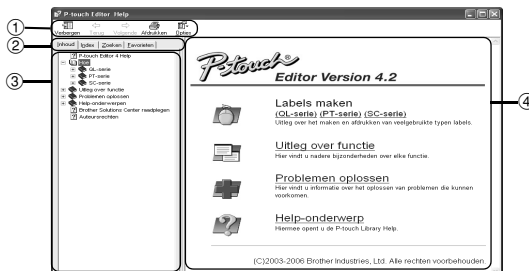 P-touch Editor Help
1
Verbergen Terug Volgende Afdrukken Opties
2
Inhoud Index Zoeken Favorieten
3
P-touch Editor 4 Help
QL-serie
PT-serie
SC-serie
Uitleg over functie
Problemen oplossen
Help-onderwerpen
Brother Solutions Center raadplegen
Auteursrechten
P-touch®
Editor Version 4.2
4
Labels maken
(QL-serie) (PT-serie) (SC-serie)
Uitleg over het maken en afdrukken van veelgebruikte typen labels.
Uitleg over functie
Hier vindt u nadere bijzonderheden over elke functie.
Problemen oplossen
Hier vindt u informatie over het oplossen van problemen die kunnen
voorkomen.
Help-onderwerp
Hiermee opent u de P-touch Library Help.
(C)2003-2006 Brother Industries, Ltd. Alle rechten voorbehouden.